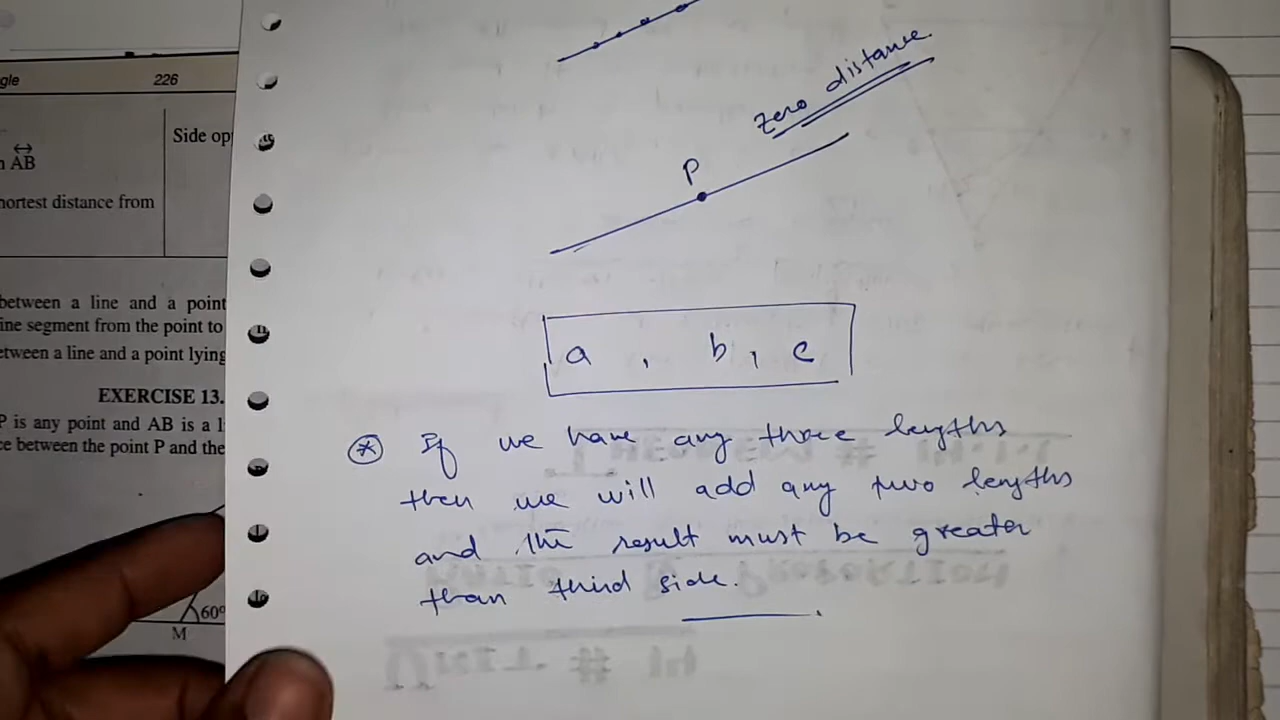 gle 226
AB
Side op
hortest distance from
between a line and a point
ine segment from the point to
etween a line and a point lying
EXERCISE 13.
P is any point and AB is a l
ce between the point P and the
60°
M
Zero distance.
P
a , b, c
* If we have any three lengths
then we will add any two lengths
and the result must be greater
than third side.